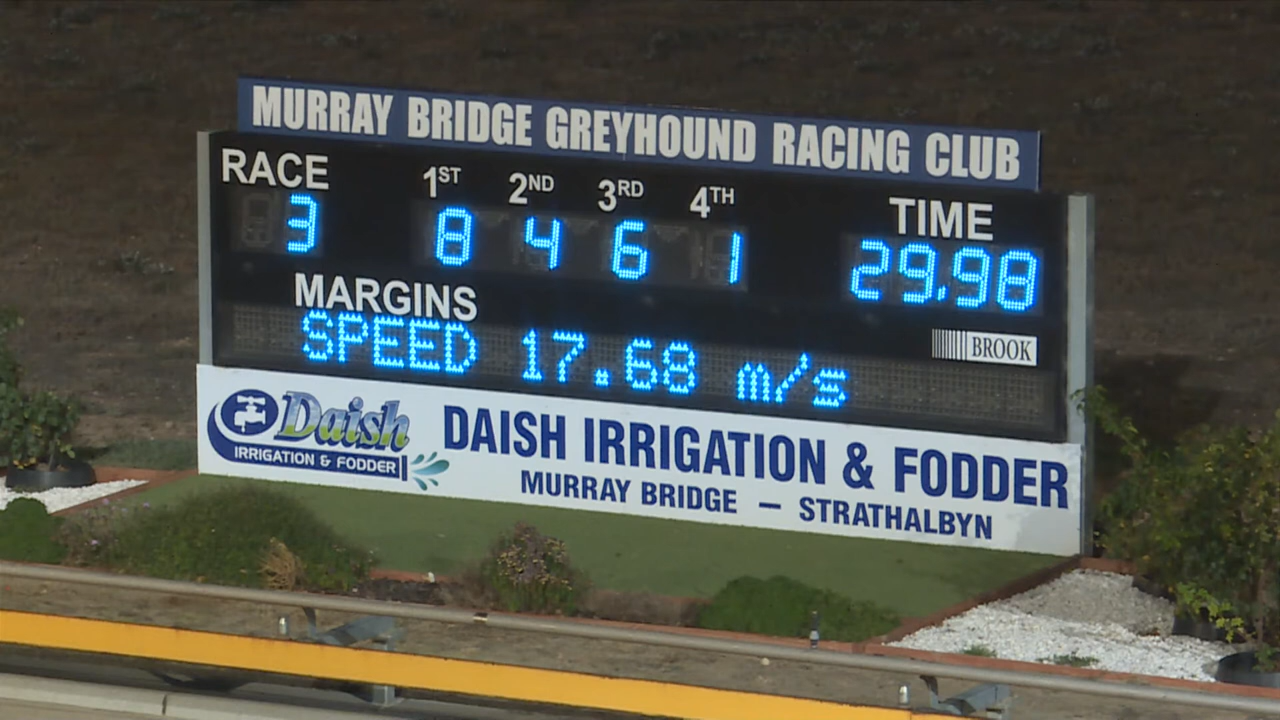 MURRAY BRIDGE GREYHOUND RACING CLUB
RACE 1ST 2ND 3RD 4TH TIME
3 8 4 6 1 29.98
MARGINS
SPEED 17.68 m/s
BROOK
Daish
IRRIGATION & FODDER
DAISH IRRIGATION & FODDER
MURRAY BRIDGE – STRATHALBYN